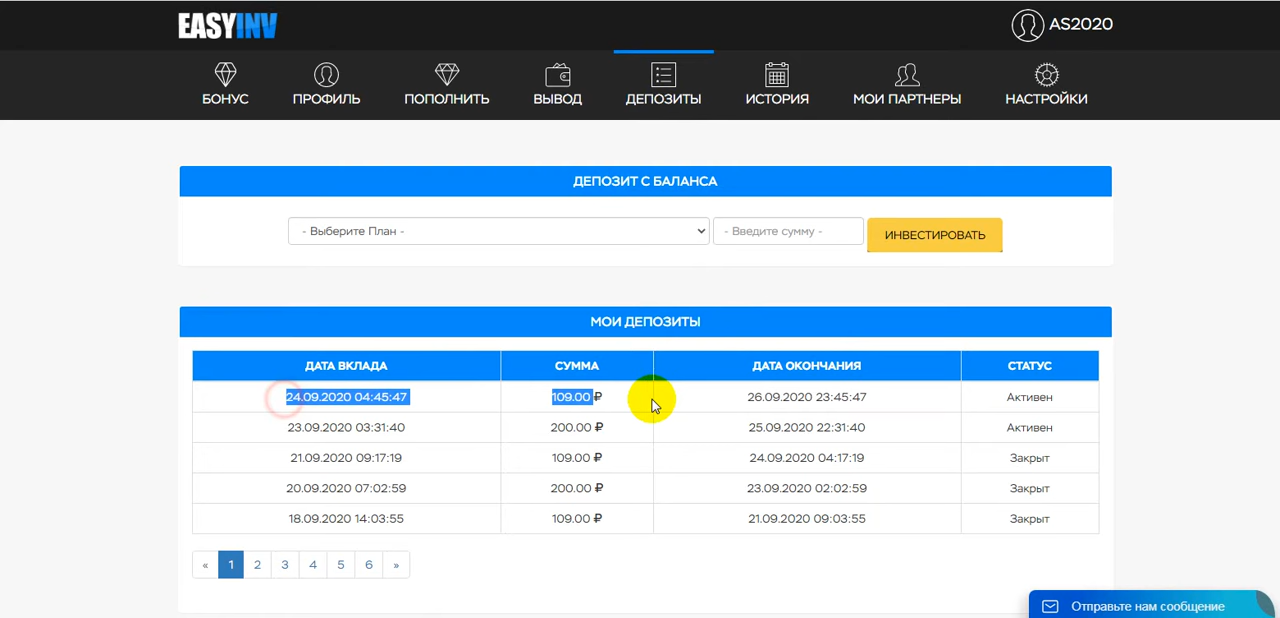 EASYINV
AS2020
БОНУС ПРОФИЛЬ ПОПОЛНИТЬ ВЫВОД ДЕПОЗИТЫ ИСТОРИЯ МОИ ПАРТНЕРЫ НАСТРОЙКИ
ДЕПОЗИТ С БАЛАНСА
- Выберите План - - Введите сумму - ИНВЕСТИРОВАТЬ
МОИ ДЕПОЗИТЫ
ДАТА ВКЛАДА СУММА ДАТА ОКОНЧАНИЯ СТАТУС
24.09.2020 04:45:47 109.00 ₽ 26.09.2020 23:45:47 Активен
23.09.2020 03:31:40 200.00 ₽ 25.09.2020 22:31:40 Активен
21.09.2020 09:17:19 109.00 ₽ 24.09.2020 04:17:19 Закрыт
20.09.2020 07:02:59 200.00 ₽ 23.09.2020 02:02:59 Закрыт
18.09.2020 14:03:55 109.00 ₽ 21.09.2020 09:03:55 Закрыт
« 1 2 3 4 5 6 »
Отправьте нам сообщение